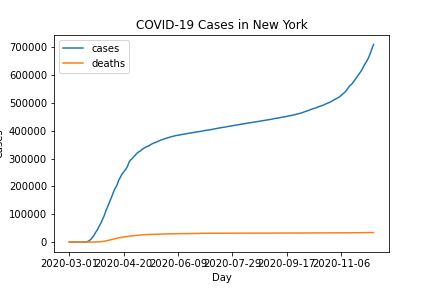 COVID-19 Cases in New York
cases
deaths
700000
600000
500000
400000
300000
200000
100000
0
Cases
2020-03-01 2020-04-20 2020-06-09 2020-07-29 2020-09-17 2020-11-06
Day